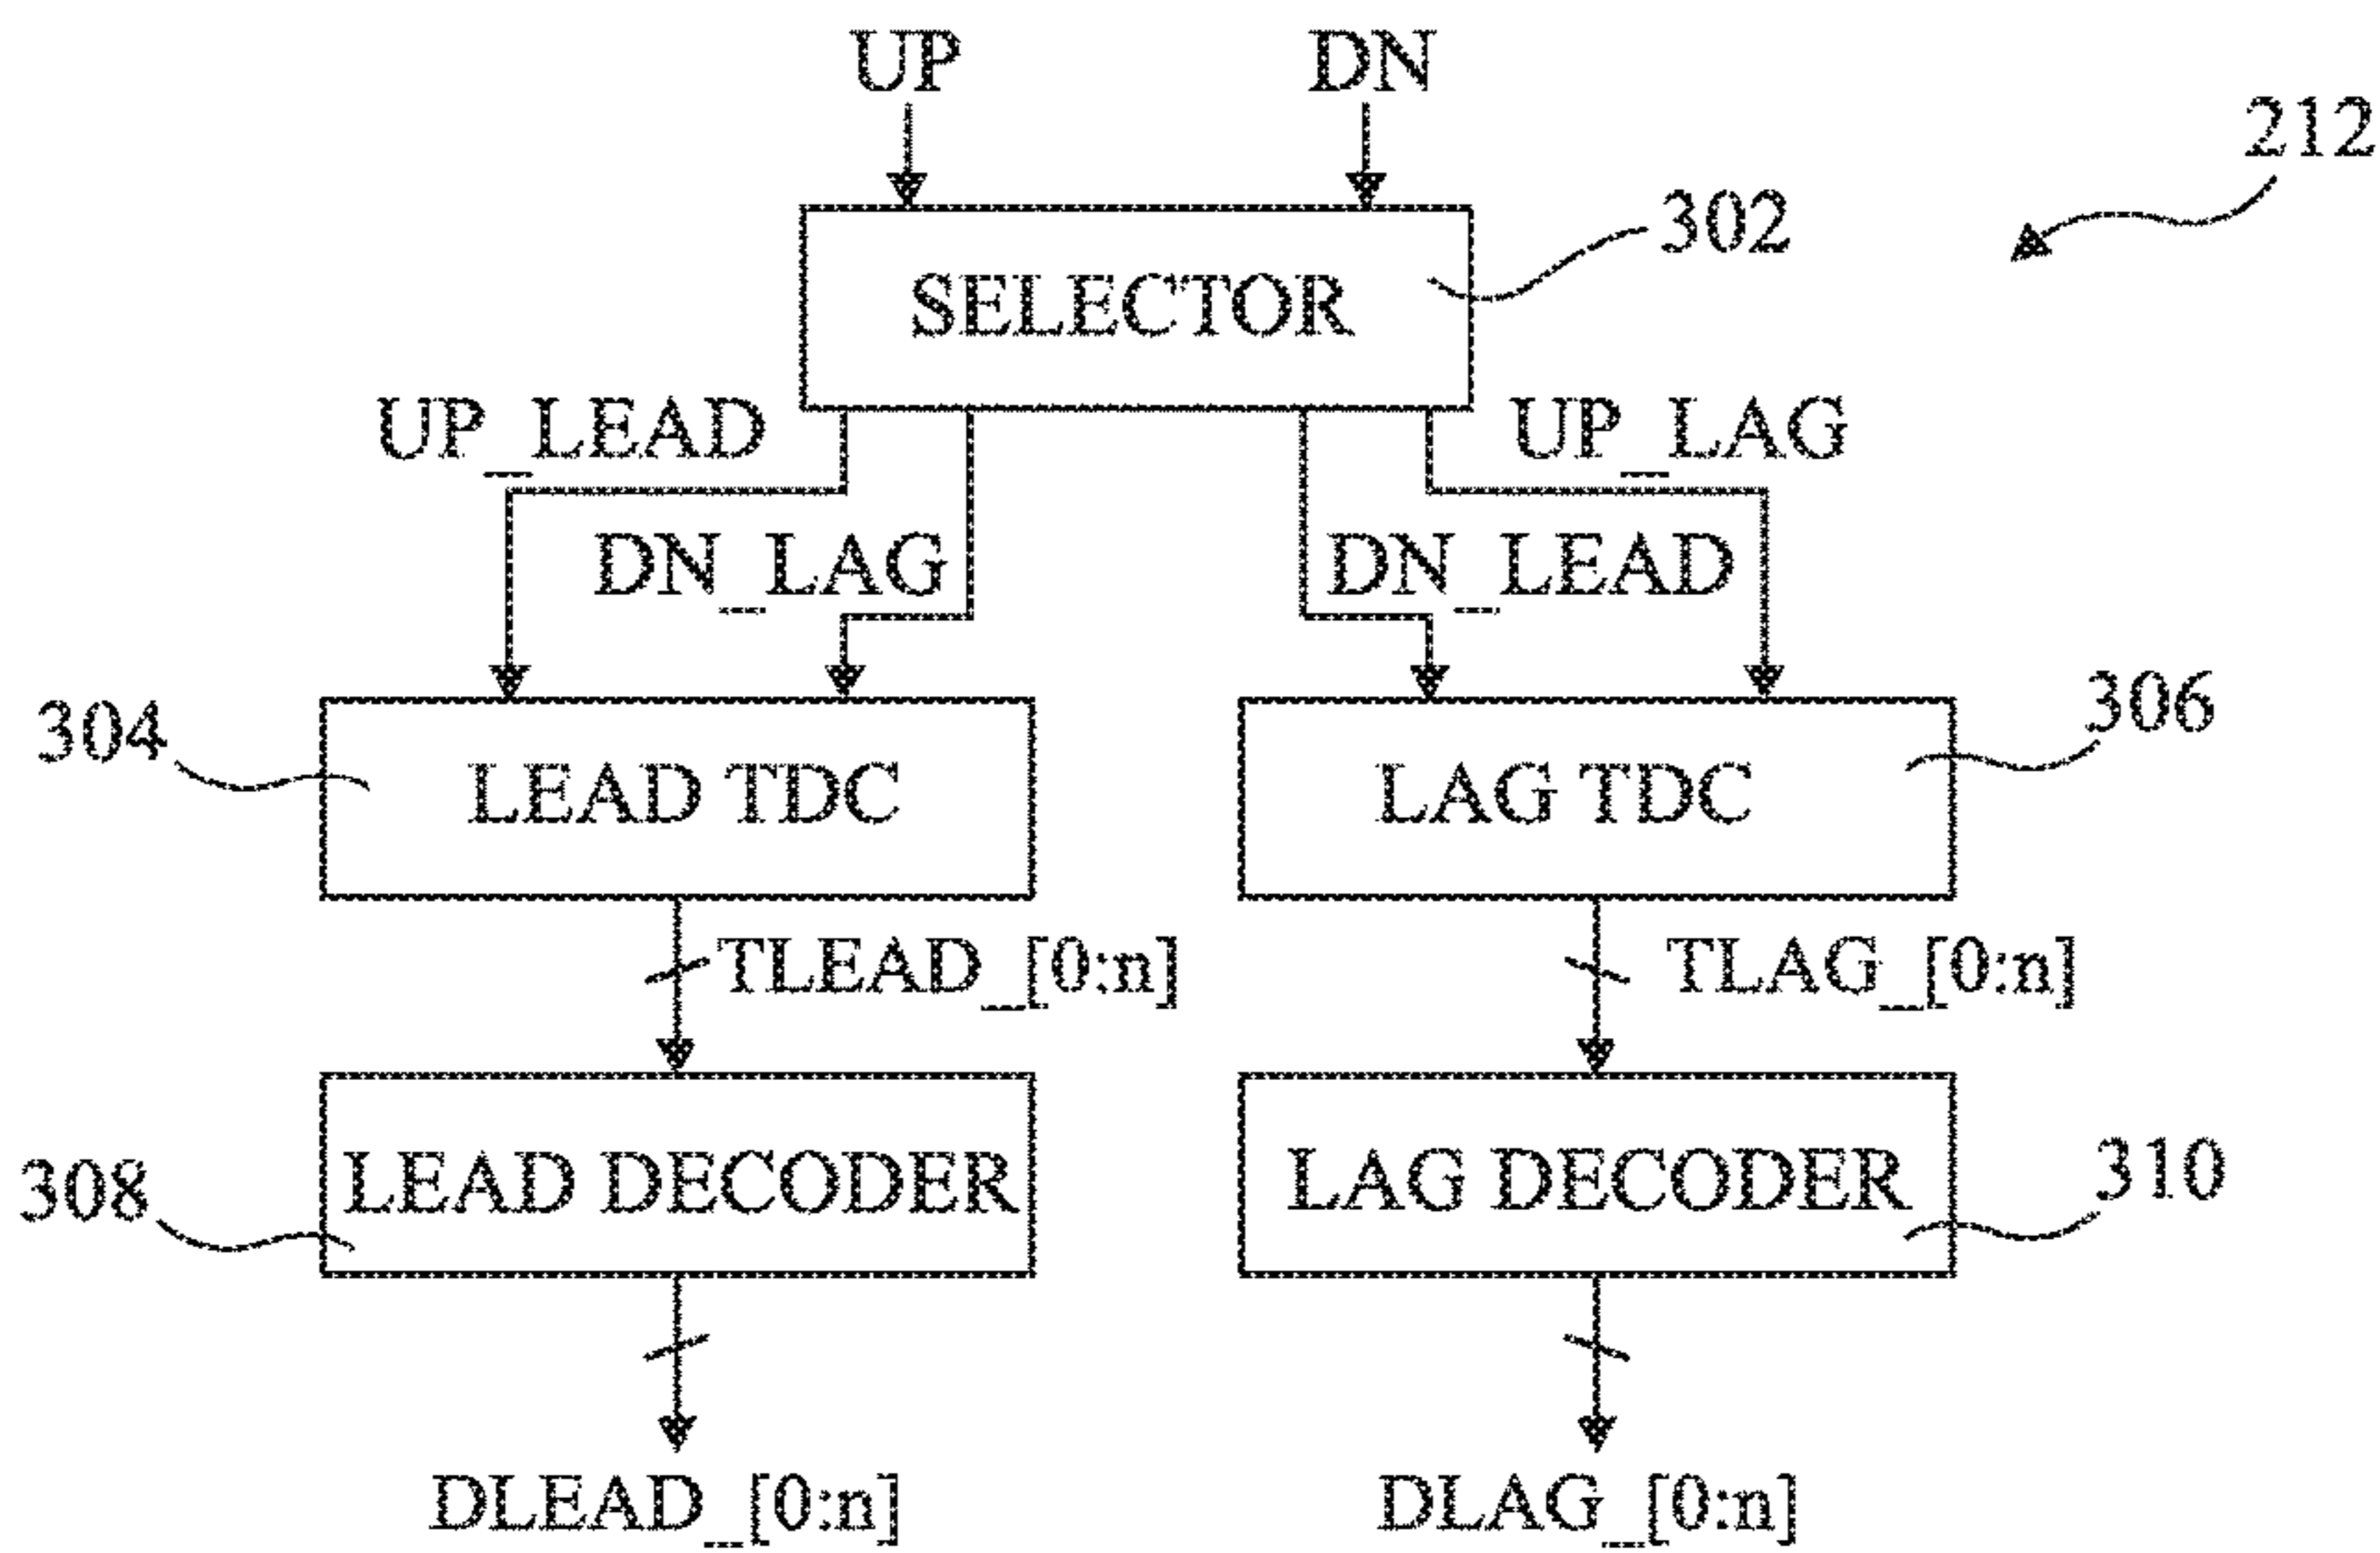 UP
DN
212
302
SELECTOR
UP_LEAD
UP_LAG
DN_LAG
DN_LEAD
304
306
LEAD TDC
LAG TDC
TLEAD_[0:n]
TLAG_[0:n]
308
LEAD DECODER
LAG DECODER
310
DLEAD_[0:n]
DLAG_[0:n]